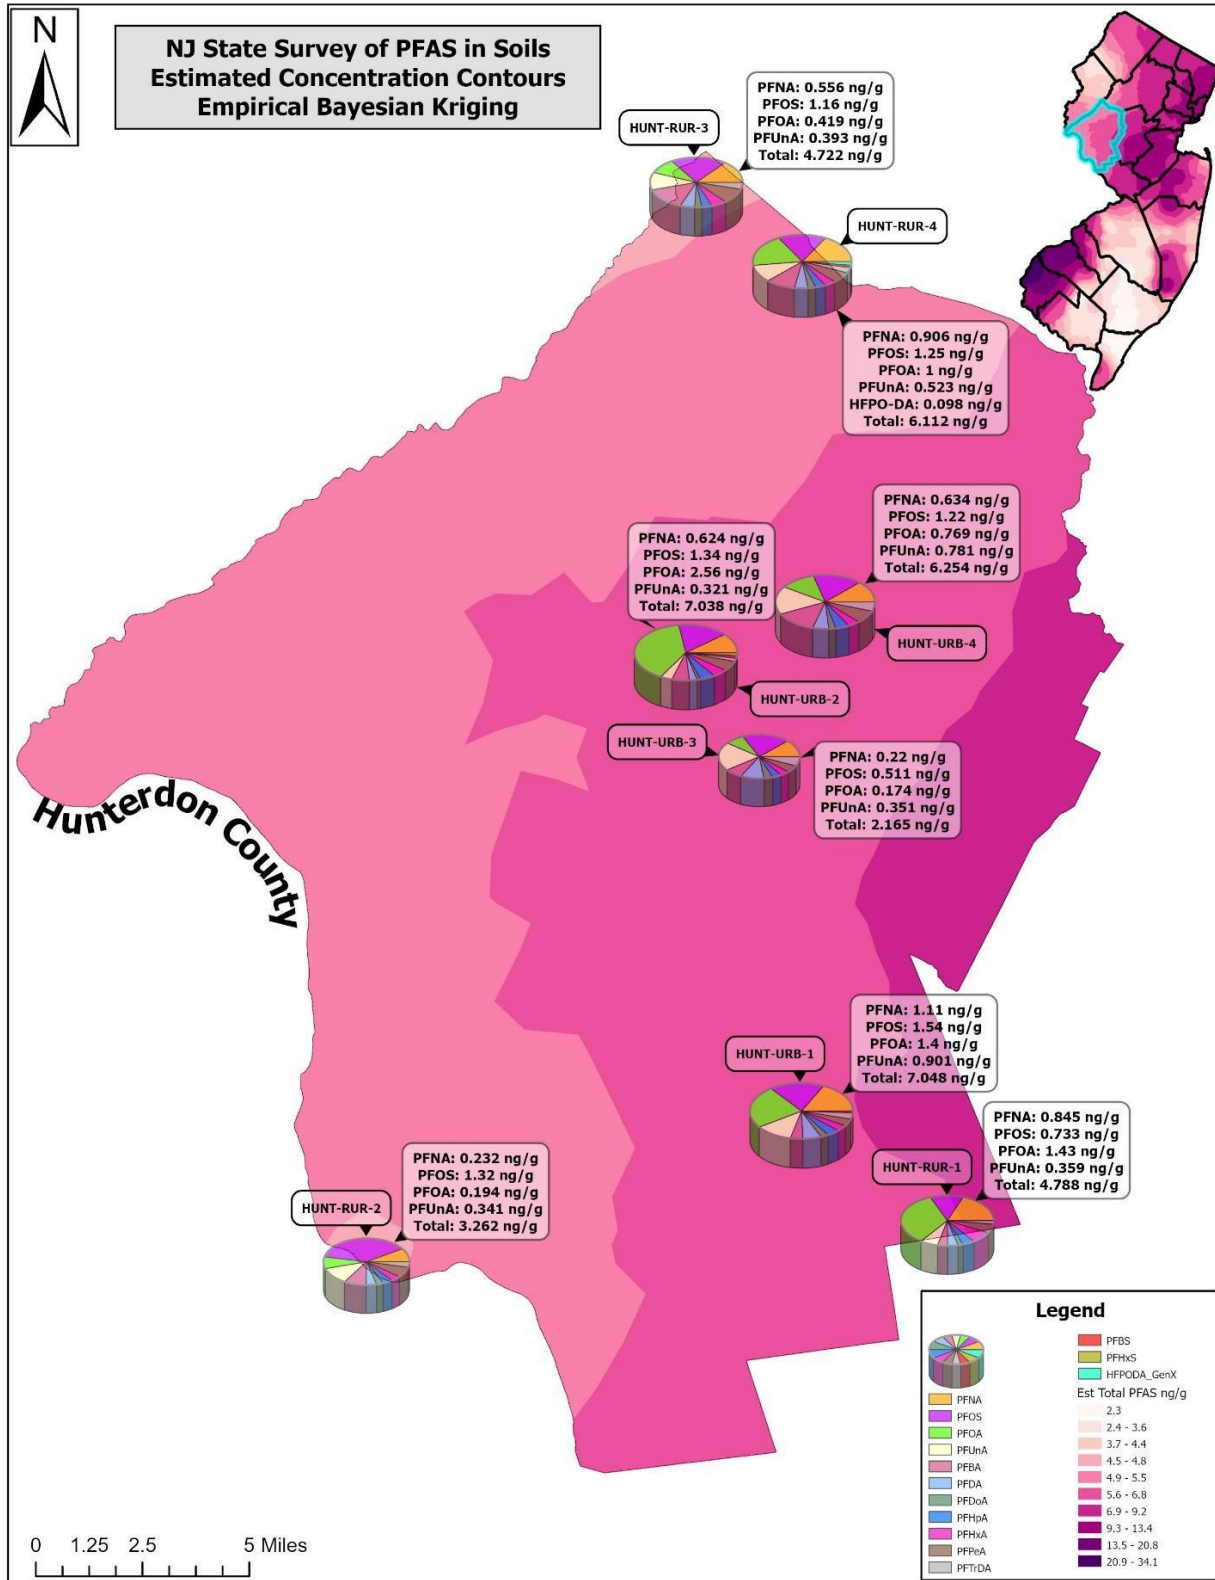 N
NJ State Survey of PFAS in Soils
Estimated Concentration Contours
Empirical Bayesian Kriging
HUNT-RUR-3
PFNA: 0.556 ng/g
PFOS: 1.16 ng/g
PFOA: 0.419 ng/g
PFUnA: 0.393 ng/g
Total: 4.722 ng/g
HUNT-RUR-4
PFNA: 0.906 ng/g
PFOS: 1.25 ng/g
PFOA: 1 ng/g
PFUnA: 0.523 ng/g
HFPO-DA: 0.098 ng/g
Total: 6.112 ng/g
PFNA: 0.634 ng/g
PFOS: 1.22 ng/g
PFOA: 0.769 ng/g
PFUnA: 0.781 ng/g
Total: 6.254 ng/g
HUNT-URB-4
PFNA: 0.624 ng/g
PFOS: 1.34 ng/g
PFOA: 2.56 ng/g
PFUnA: 0.321 ng/g
Total: 7.038 ng/g
HUNT-URB-2
HUNT-URB-3
PFNA: 0.22 ng/g
PFOS: 0.511 ng/g
PFOA: 0.174 ng/g
PFUnA: 0.351 ng/g
Total: 2.165 ng/g
Hunterdon County
HUNT-URB-1
PFNA: 1.11 ng/g
PFOS: 1.54 ng/g
PFOA: 1.4 ng/g
PFUnA: 0.901 ng/g
Total: 7.048 ng/g
HUNT-RUR-1
PFNA: 0.845 ng/g
PFOS: 0.733 ng/g
PFOA: 1.43 ng/g
PFUnA: 0.359 ng/g
Total: 4.788 ng/g
HUNT-RUR-2
PFNA: 0.232 ng/g
PFOS: 1.32 ng/g
PFOA: 0.194 ng/g
PFUnA: 0.341 ng/g
Total: 3.262 ng/g
Legend
PFNA
PFOS
PFOA
PFUnA
PFBA
PFDA
PFDoA
PFHpA
PFHxA
PFPeA
PFTrDA
PFBS
PFHxS
HFPODA_GenX
Est Total PFAS ng/g
2.3
2.4 - 3.6
3.7 - 4.4
4.5 - 4.8
4.9 - 5.5
5.6 - 6.8
6.9 - 9.2
9.3 - 13.4
13.5 - 20.8
20.9 - 34.1
0 1.25 2.5 5 Miles